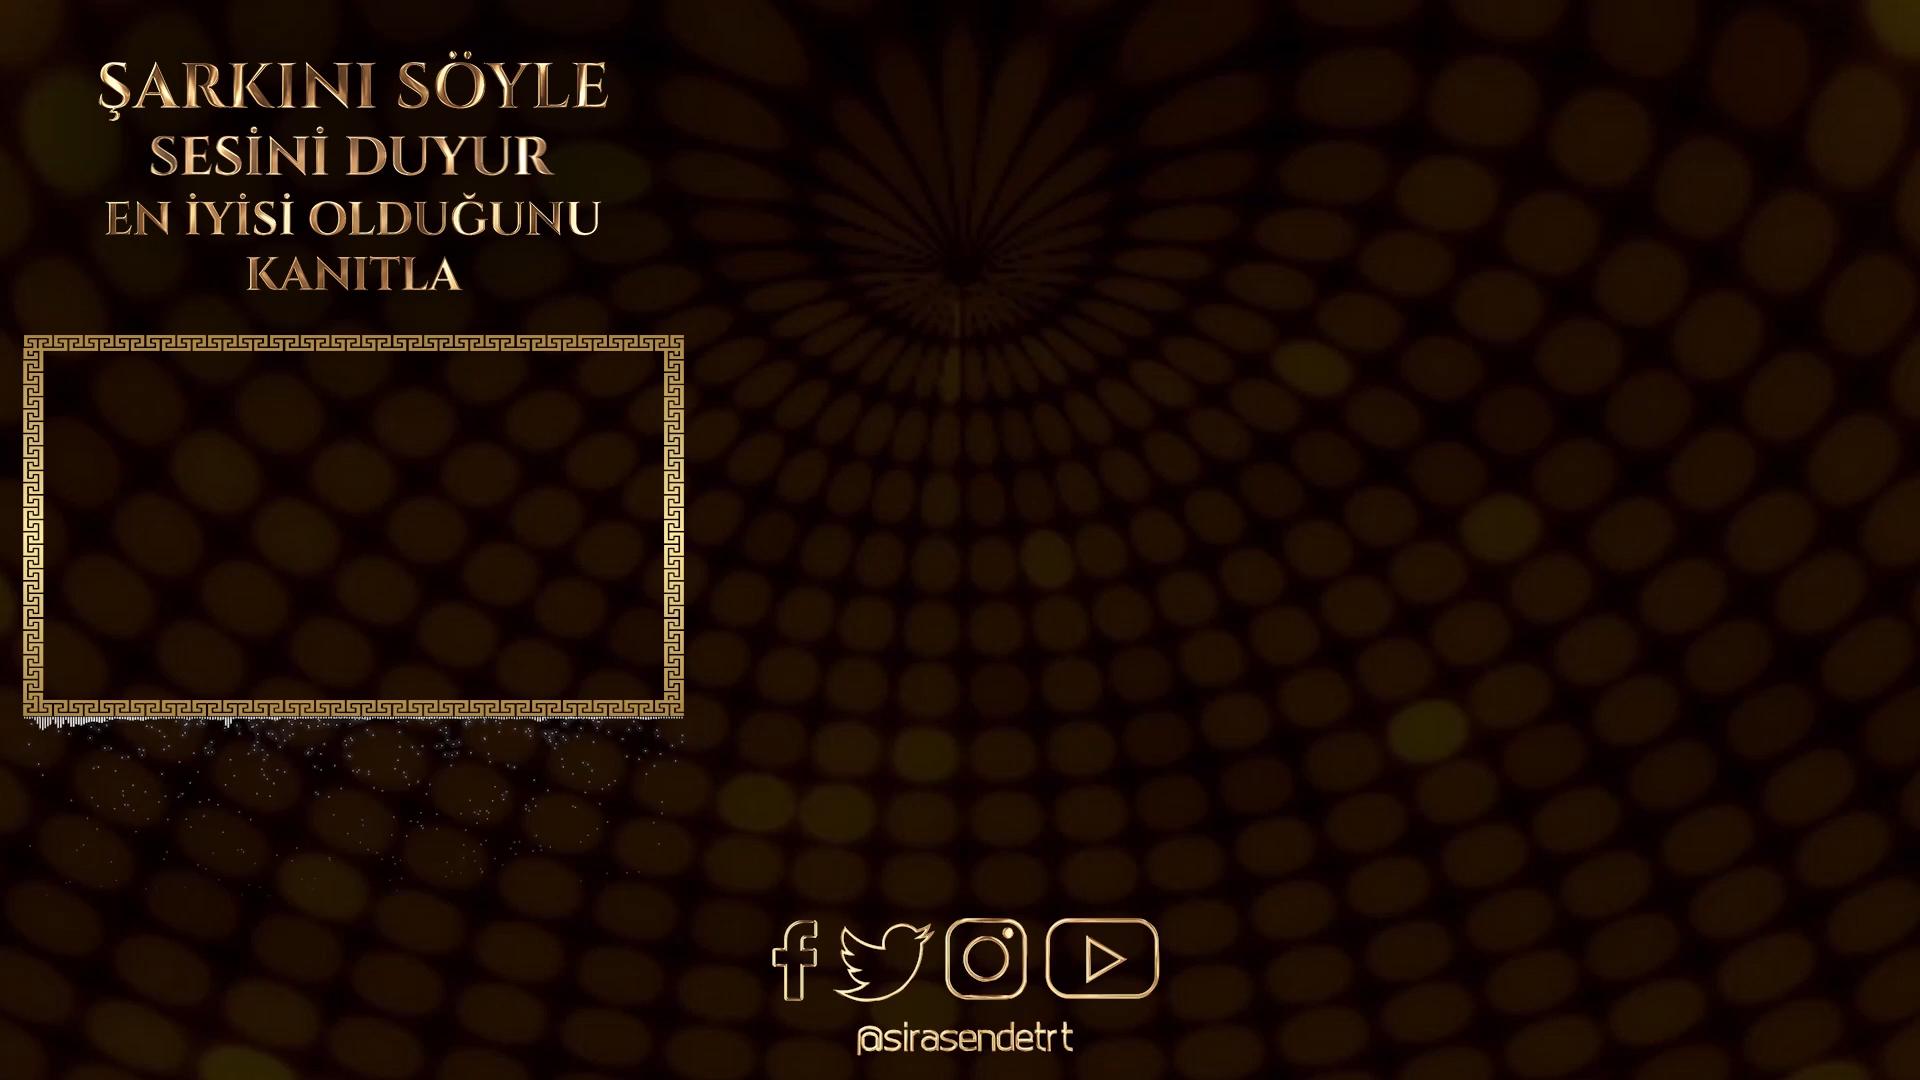 ŞARKINI SÖYLE
SESİNİ DUYUR
EN İYİSİ OLDUĞUNU
KANITLA
@sirasendetrt